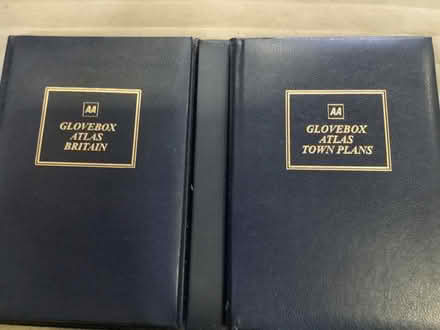 AA
GLOVEBOX
ATLAS
BRITAIN
AA
GLOVEBOX
ATLAS
TOWN PLANS